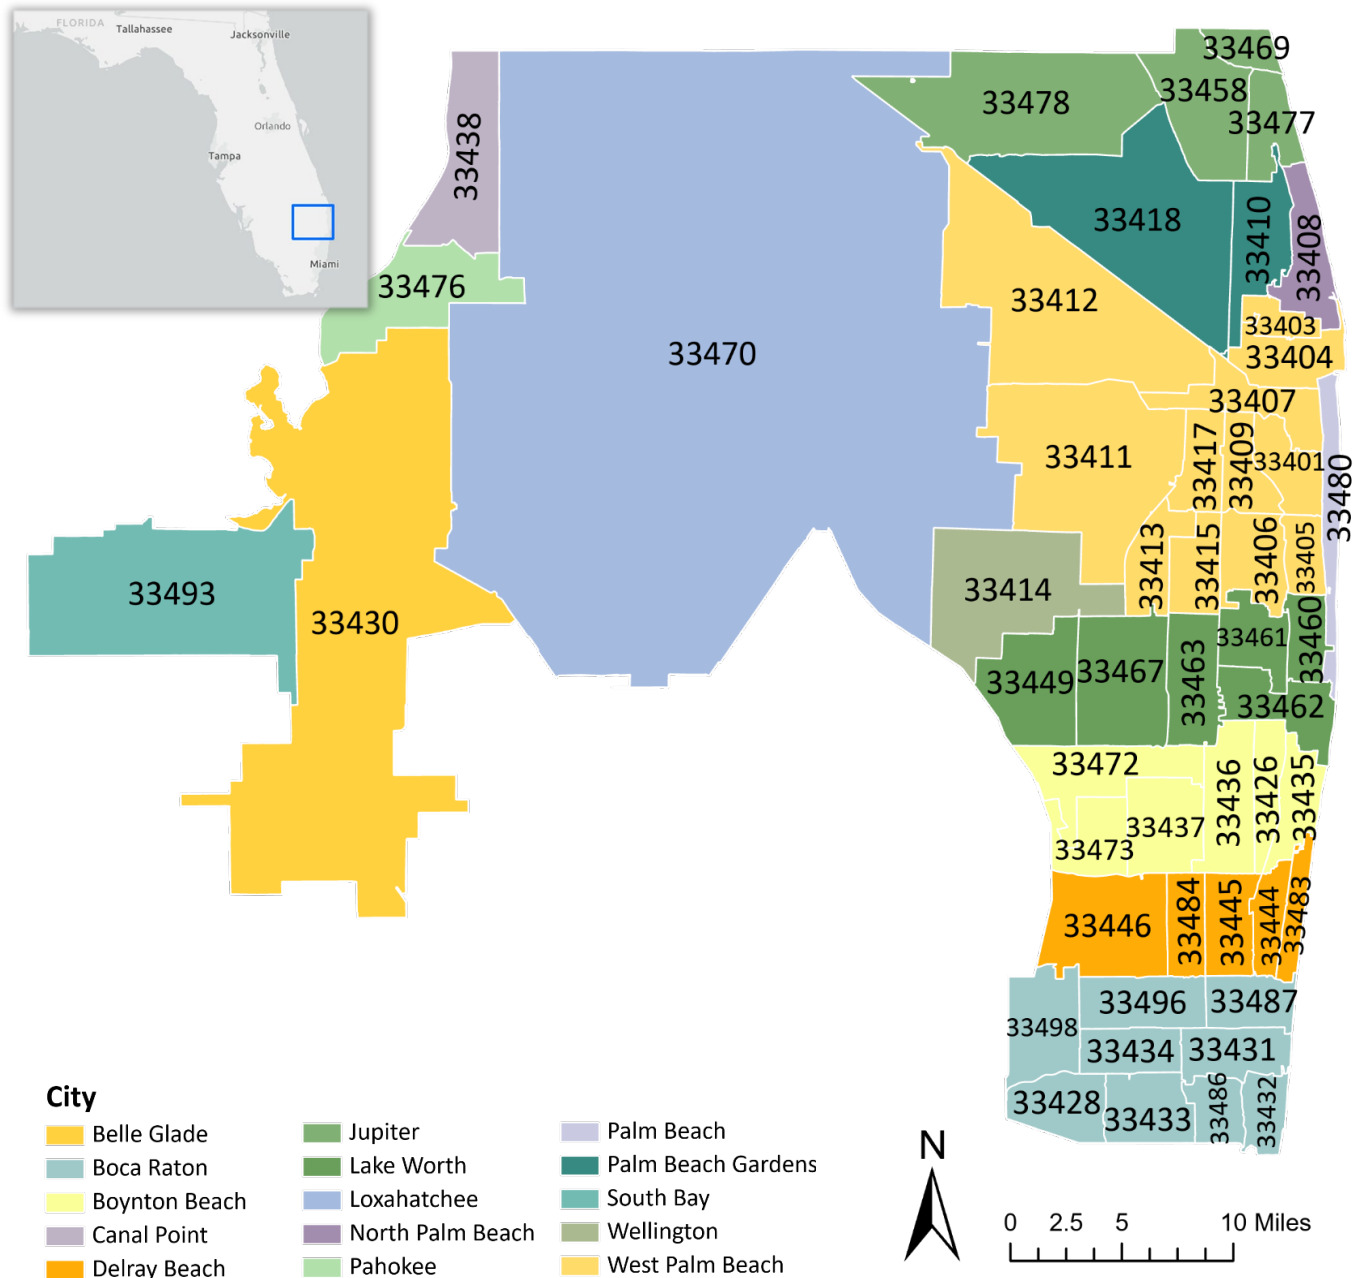 FLORIDA
Tallahassee
Jacksonville
Orlando
Tampa
Miami
33469
33458
33478
33477
33438
33418
33410
33408
33476
33412
33403
33404
33470
33407
33417
33409
33401
33411
33480
33413
33415
33406
33405
33493
33414
33430
33461
33460
33449
33467
33463
33462
33472
33436
33426
33435
33437
33473
33446
33484
33445
33444
33483
33496
33487
33498
33434
33431
33428
33433
33486
33432
City
Belle Glade
Boca Raton
Boynton Beach
Canal Point
Delray Beach
Jupiter
Lake Worth
Loxahatchee
North Palm Beach
Pahokee
Palm Beach
Palm Beach Gardens
South Bay
Wellington
West Palm Beach
N
0 2.5 5 10 Miles